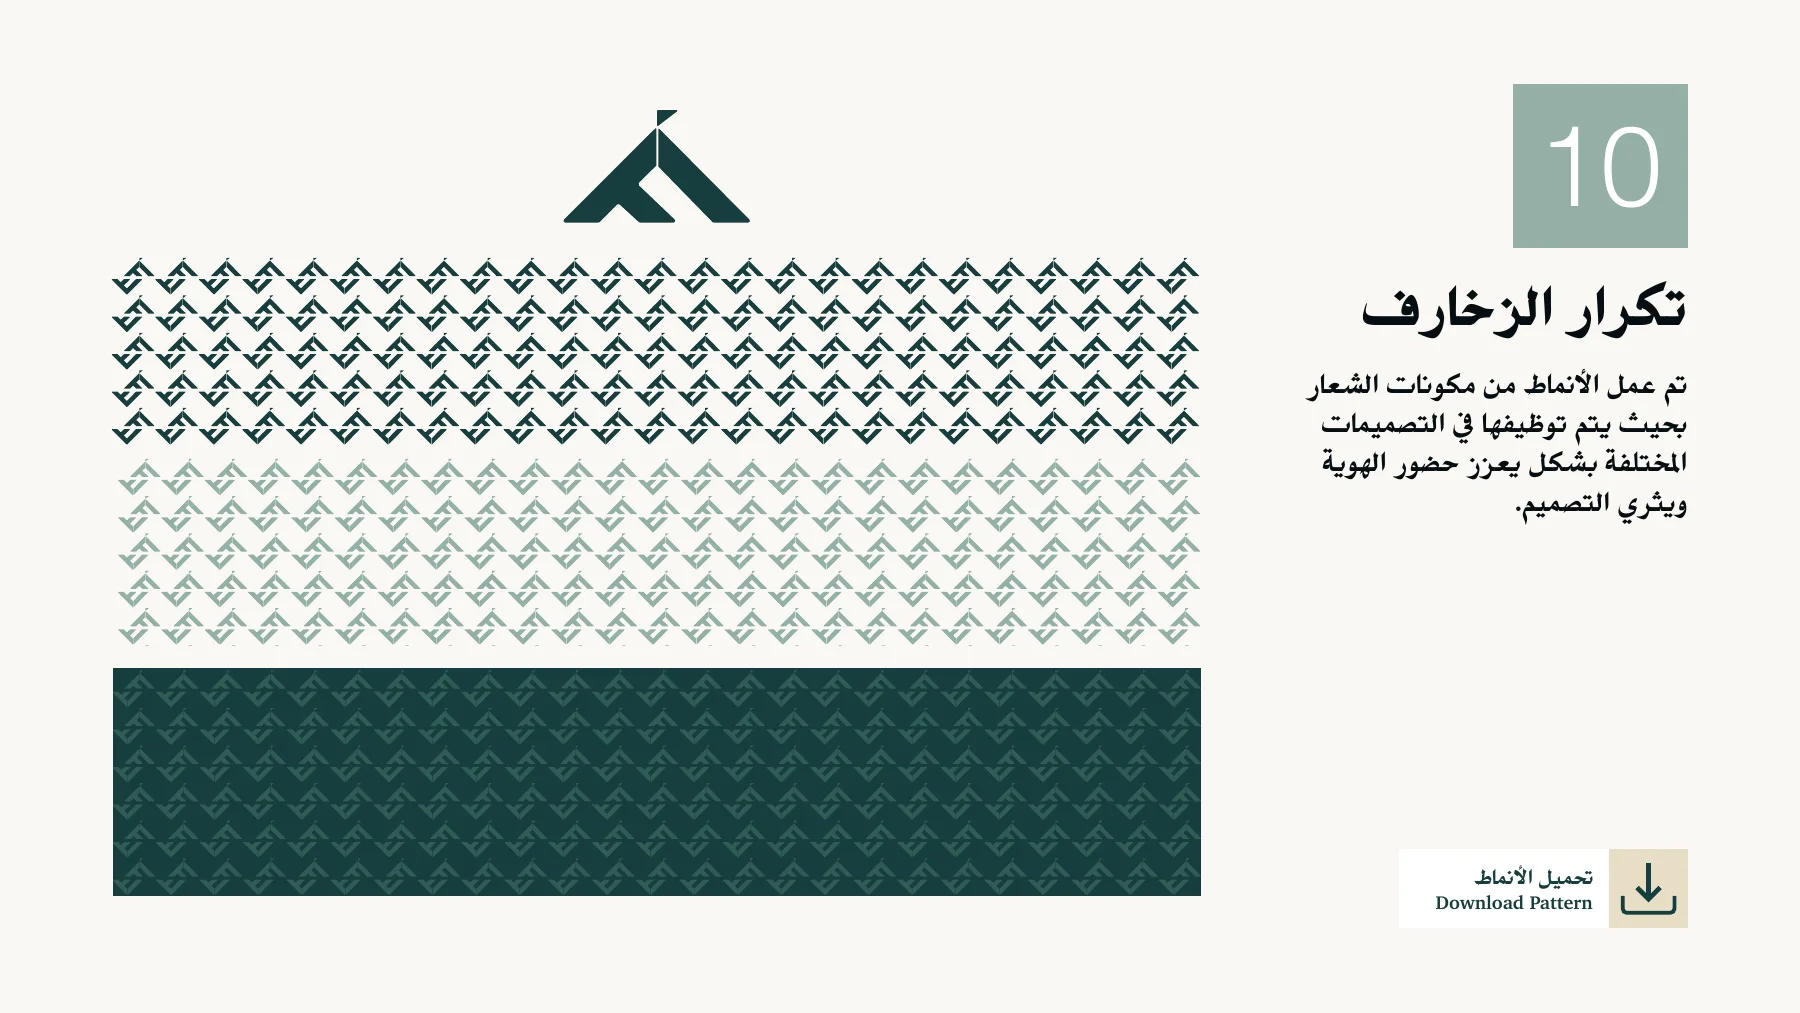 10
تكرار الزخارف
تم عمل الأنماط من مكونات الشعار
بحيث يتم توظيفها في التصميمات
المختلفة بشكل يعزز حضور الهوية
ويثري التصميم.
تحميل الأنماط
Download Pattern